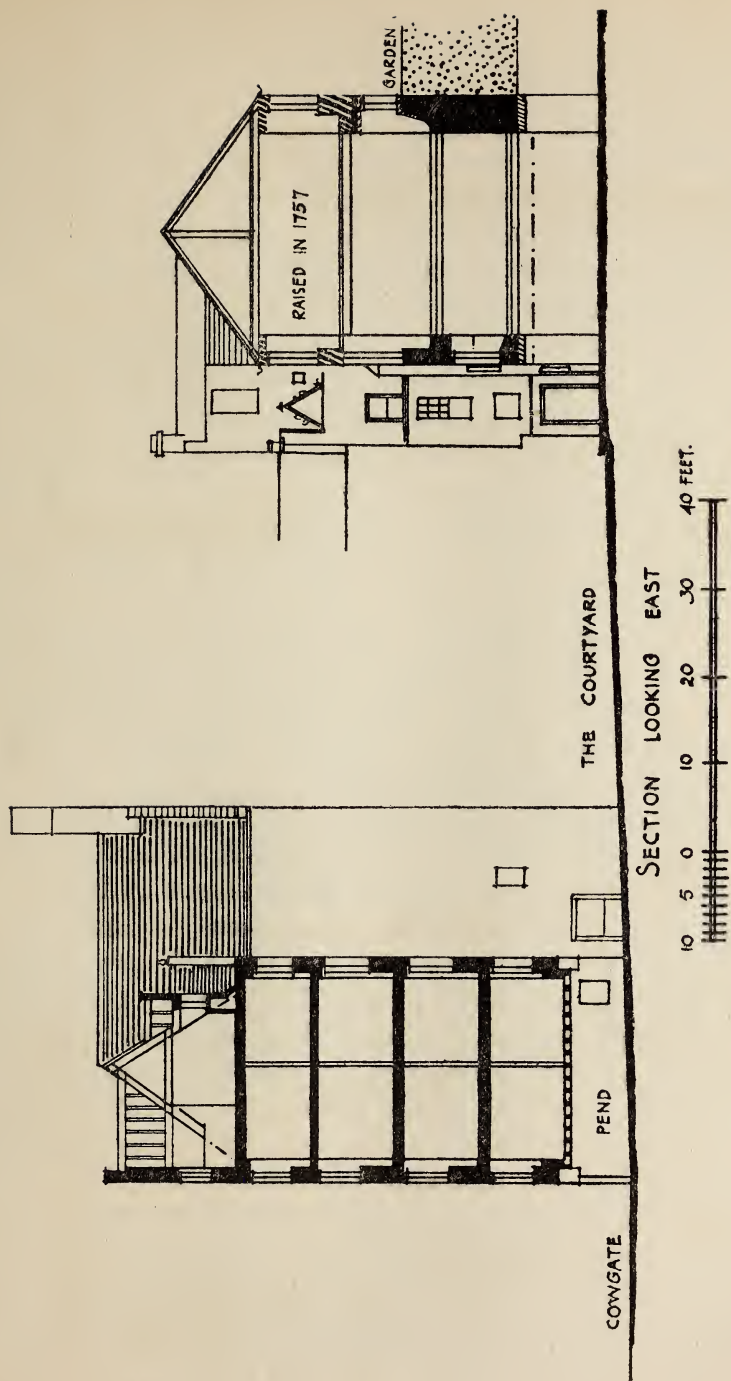 GARDEN
RAISED IN 1757
COWGATE
PEND
THE COURTYARD
SECTION LOOKING EAST
10 5 0 10 20 30 40 FEET.